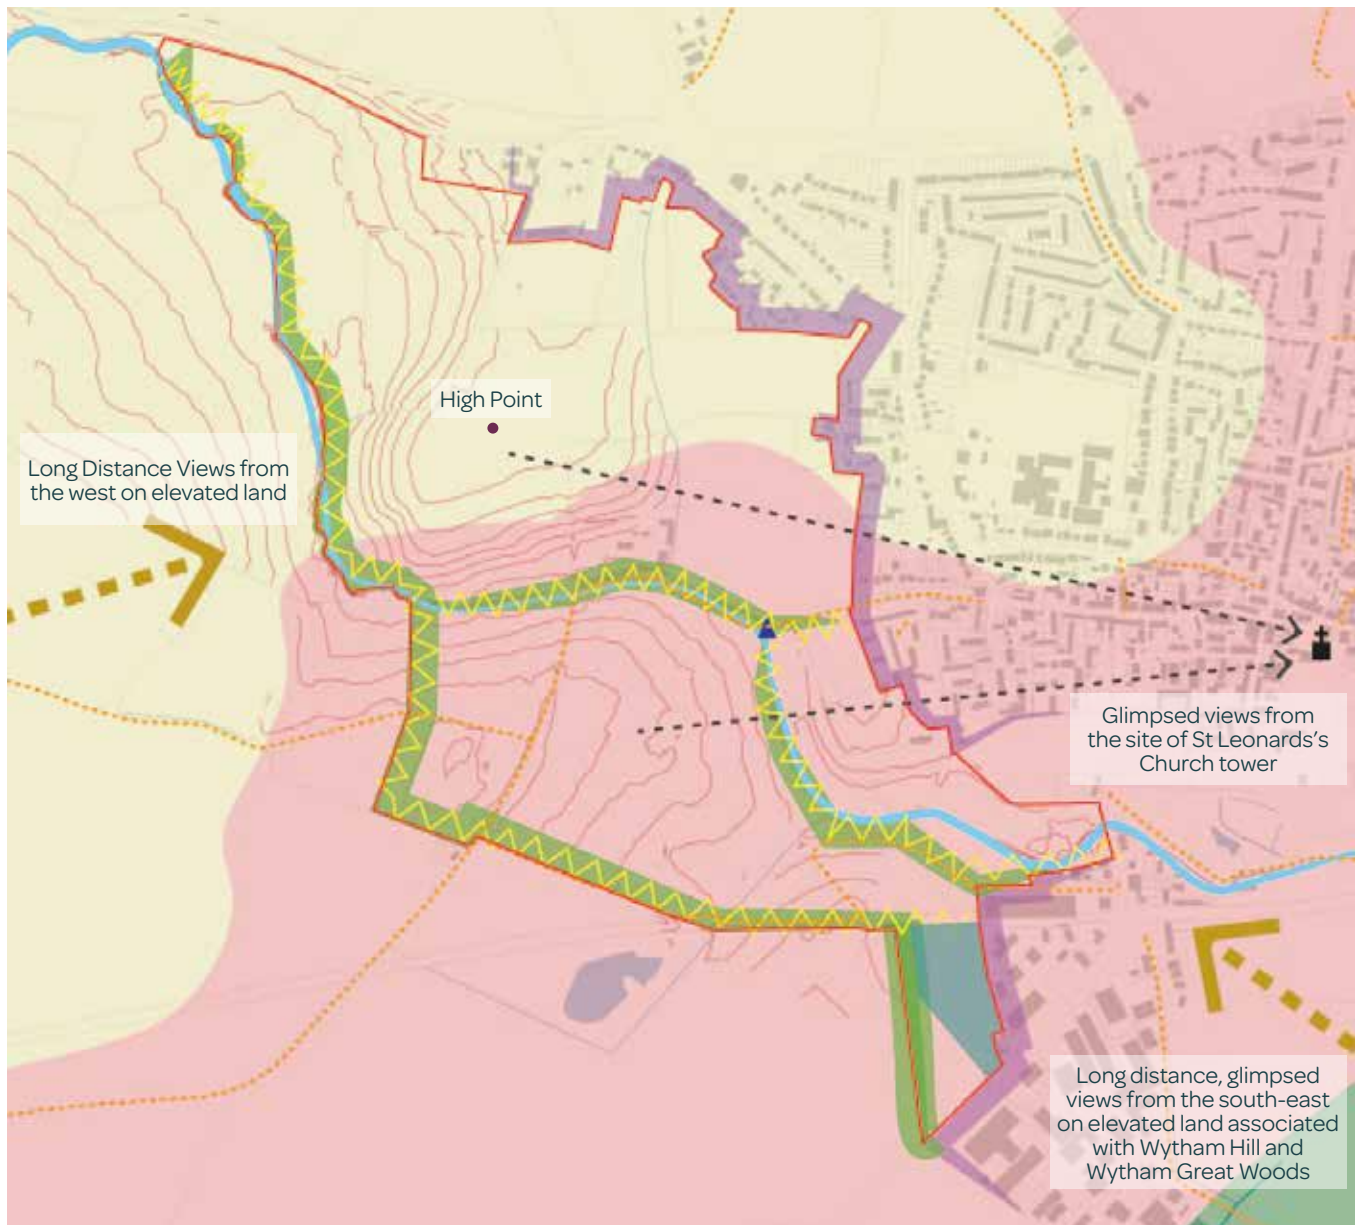 High Point
Long Distance Views from
the west on elevated land
Glimpsed views from
the site of St Leonards's
Church tower
Long distance, glimpsed
views from the south-east
on elevated land associated
with Wytham Hill and
Wytham Great Woods